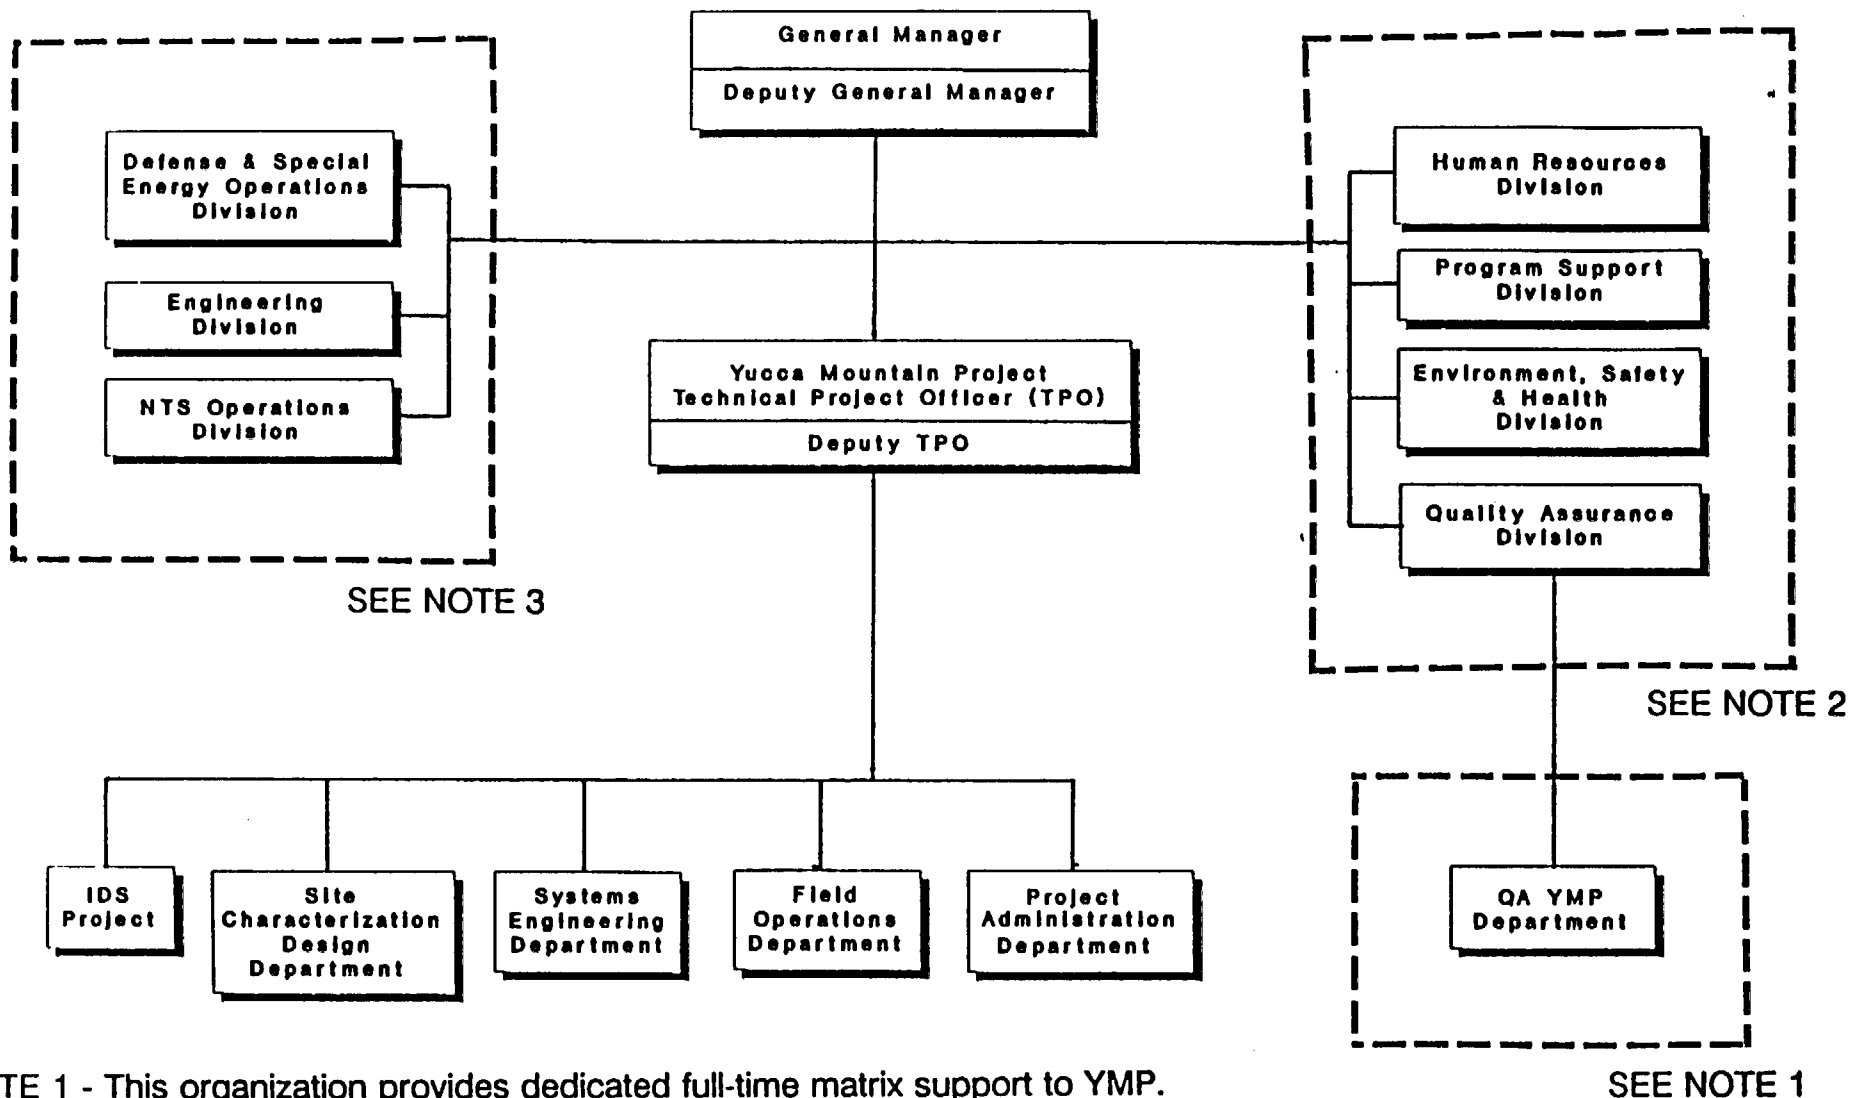 General Manager
Deputy General Manager
Defense & Special
Energy Operations
Division
Engineering
Division
NTS Operations
Division
SEE NOTE 3
Yucca Mountain Project
Technical Project Officer (TPO)
Deputy TPO
Human Resources
Division
Program Support
Division
Environment, Safety
& Health
Division
Quality Assurance
Division
SEE NOTE 2
IDS
Project
Site
Characterization
Design
Department
Systems
Engineering
Department
Field
Operations
Department
Project
Administration
Department
QA YMP
Department
SEE NOTE 1
TE 1 - This organization provides dedicated full-time matrix support to YMP.